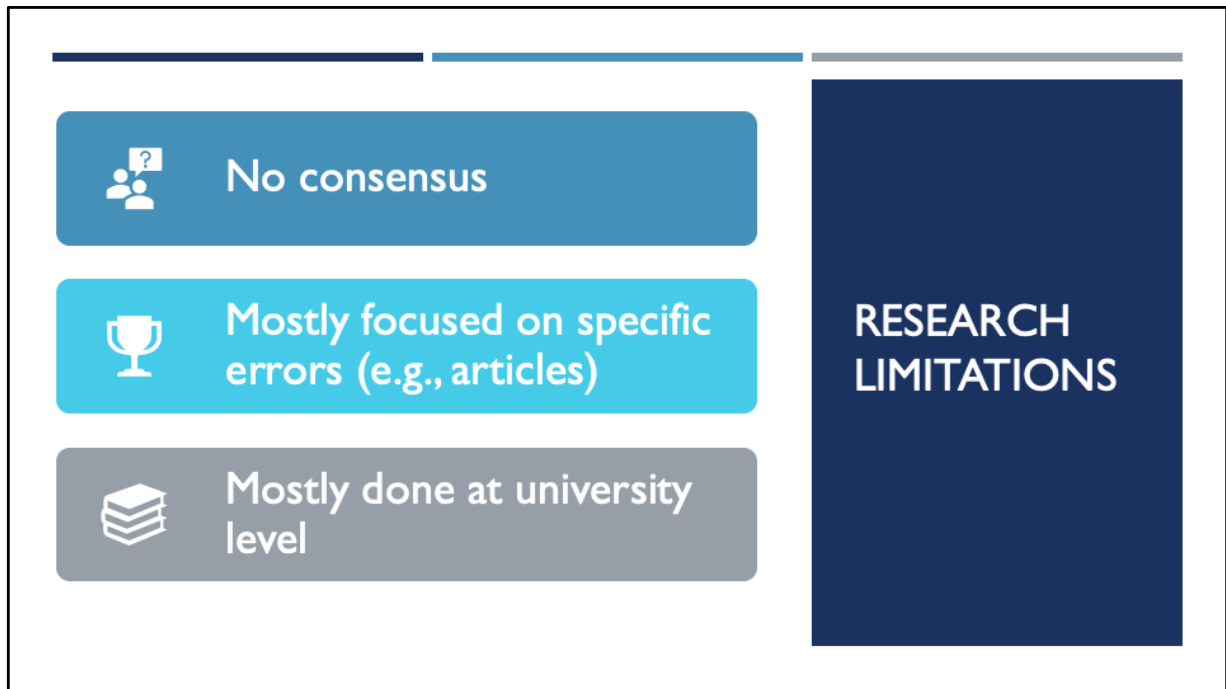 ?
No consensus
Mostly focused on specific
errors (e.g., articles)
Mostly done at university
level
RESEARCH
LIMITATIONS